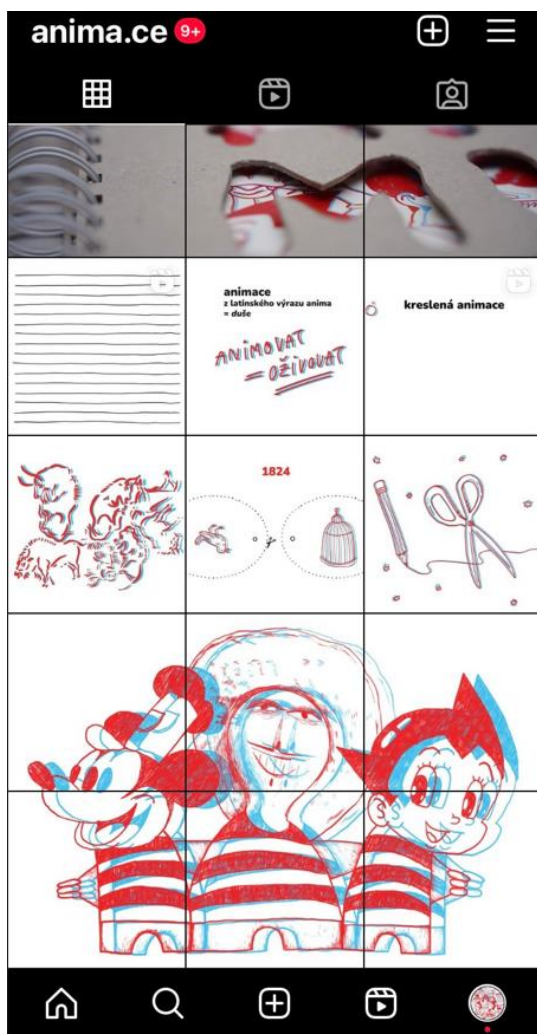 anima.ce 9+
animace
z latinského výrazu anima
= duše
ANIMOVAT
= OŽIVOVAT
kreslená animace
1824